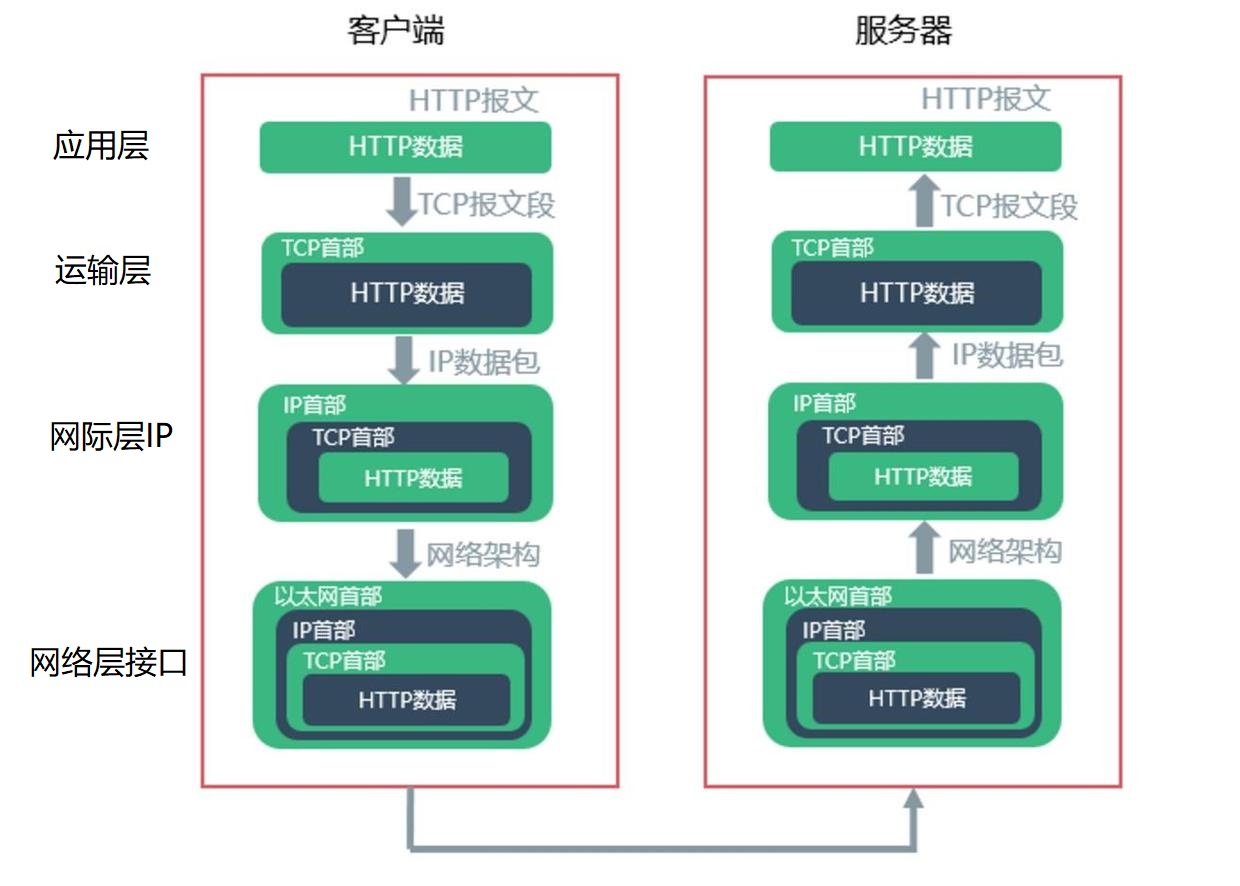 客户端
服务器
应用层
HTTP报文
HTTP数据
TCP报文段
运输层
TCP首部
HTTP数据
IP数据包
网际层IP
IP首部
TCP首部
HTTP数据
网络架构
网络层接口
以太网首部
IP首部
TCP首部
HTTP数据
HTTP报文
HTTP数据
TCP报文段
TCP首部
HTTP数据
IP数据包
IP首部
TCP首部
HTTP数据
网络架构
以太网首部
IP首部
TCP首部
HTTP数据